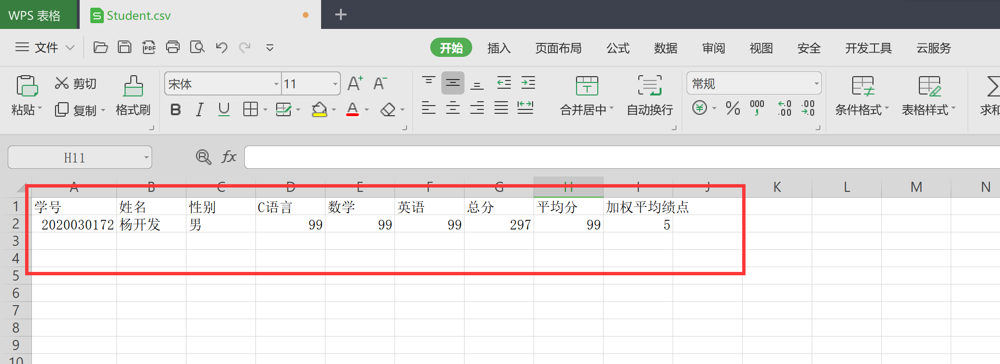 WPS 表格 Student.csv
文件 开始 插入 页面布局 公式 数据 审阅 视图 安全 开发工具 云服务
粘贴 剪切 复制 格式刷 宋体 11 合并居中 自动换行 常规 条件格式 表格样式 求和
H11 fx
A B C D E F G H I J K L M N
1 学号 姓名 性别 C语言 数学 英语 总分 平均分 加权平均绩点
2 2020030172 杨开发 男 99 99 99 297 99 5
3
4
5
6
7
8
9
10